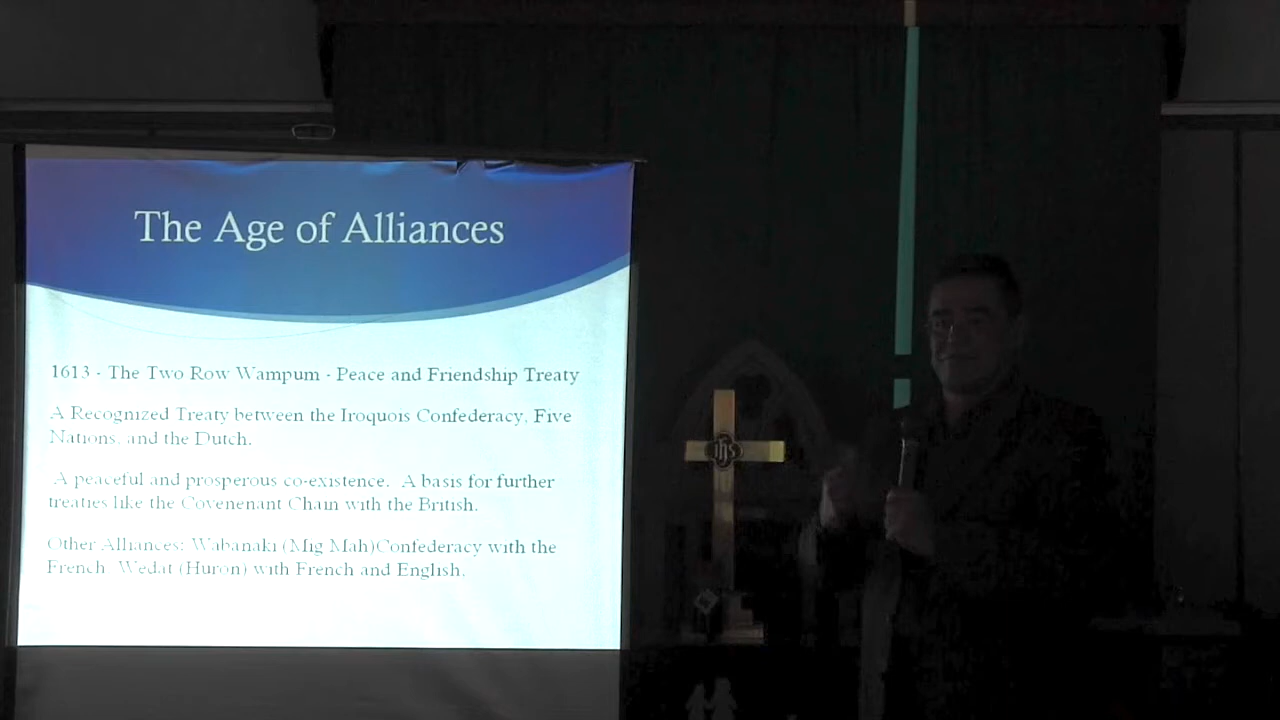 The Age of Alliances
1613 - The Two Row Wampum - Peace and Friendship Treaty
A Recognized Treaty between the Iroquois Confederacy, Five
Nations, and the Dutch.
A peaceful and prosperous co-existence. A basis for further
treaties like the Covenenant Chain with the British.
Other Alliances: Wabanaki (Mig Mah)Confederacy with the
French. Wedat (Huron) with French and English.
ihs